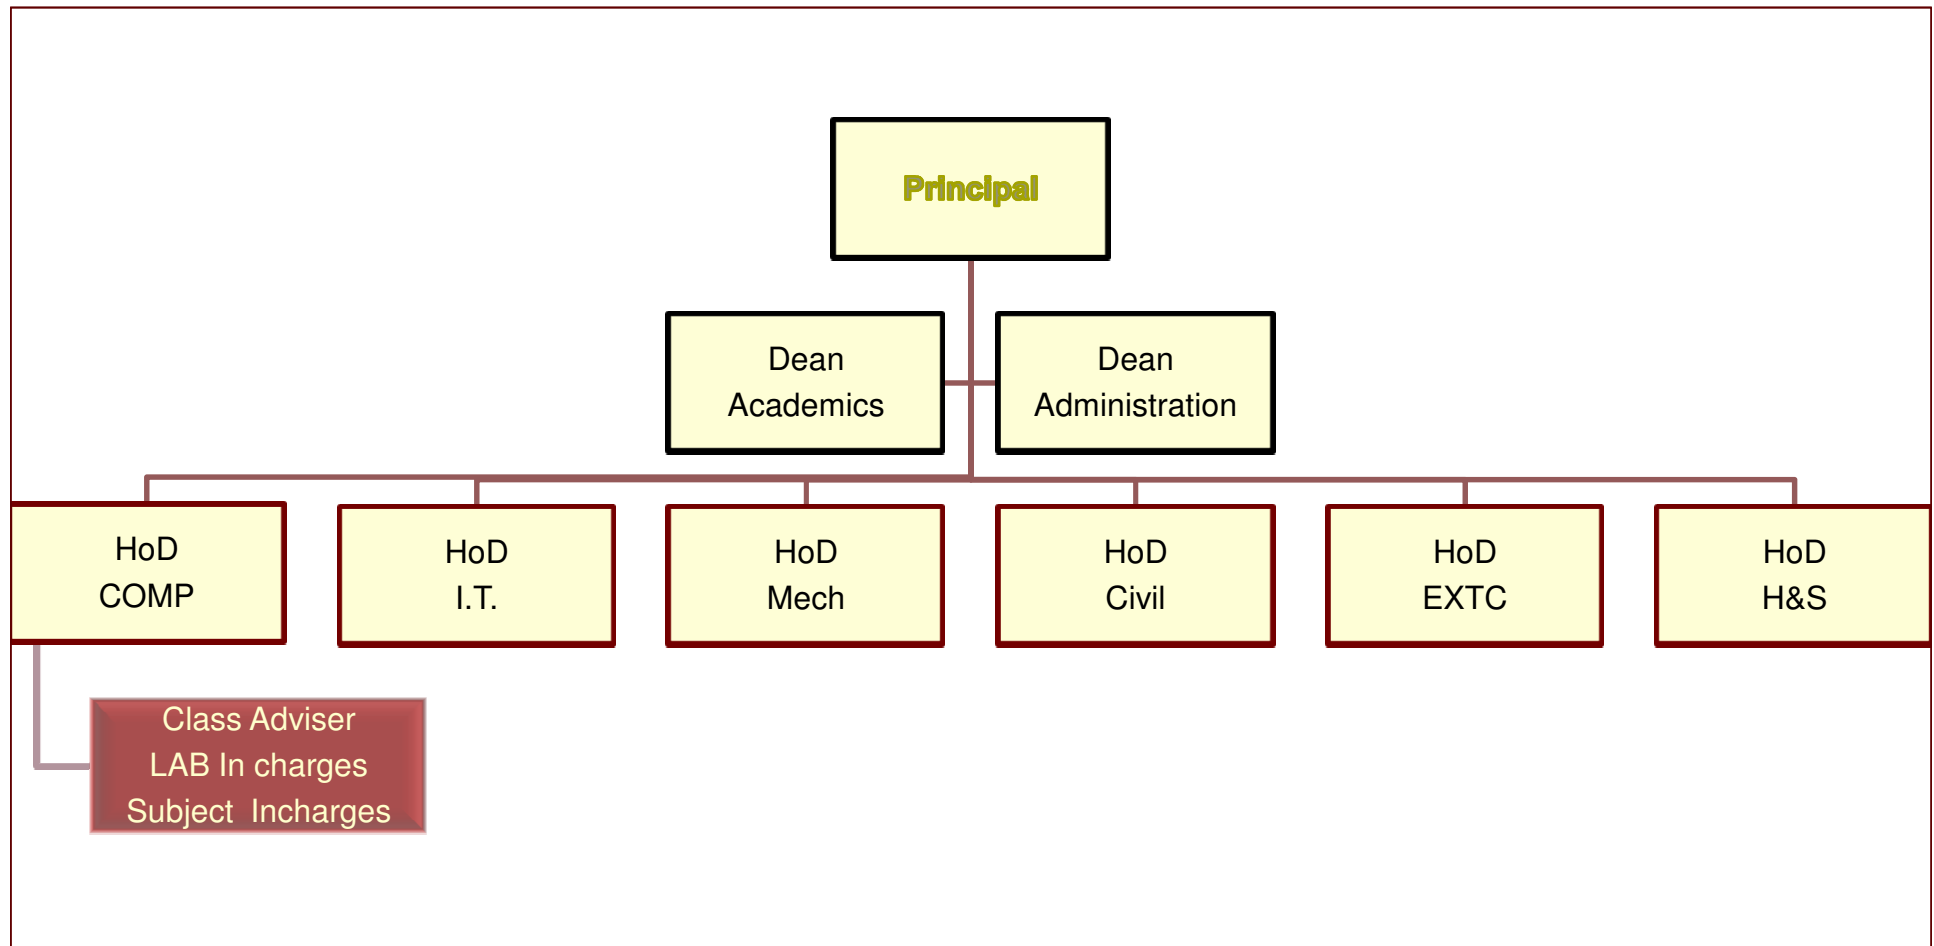 Principal
Dean
Academics
Dean
Administration
HoD
COMP
HoD
I.T.
HoD
Mech
HoD
Civil
HoD
EXTC
HoD
H&S
Class Adviser
LAB In charges
Subject  Incharges